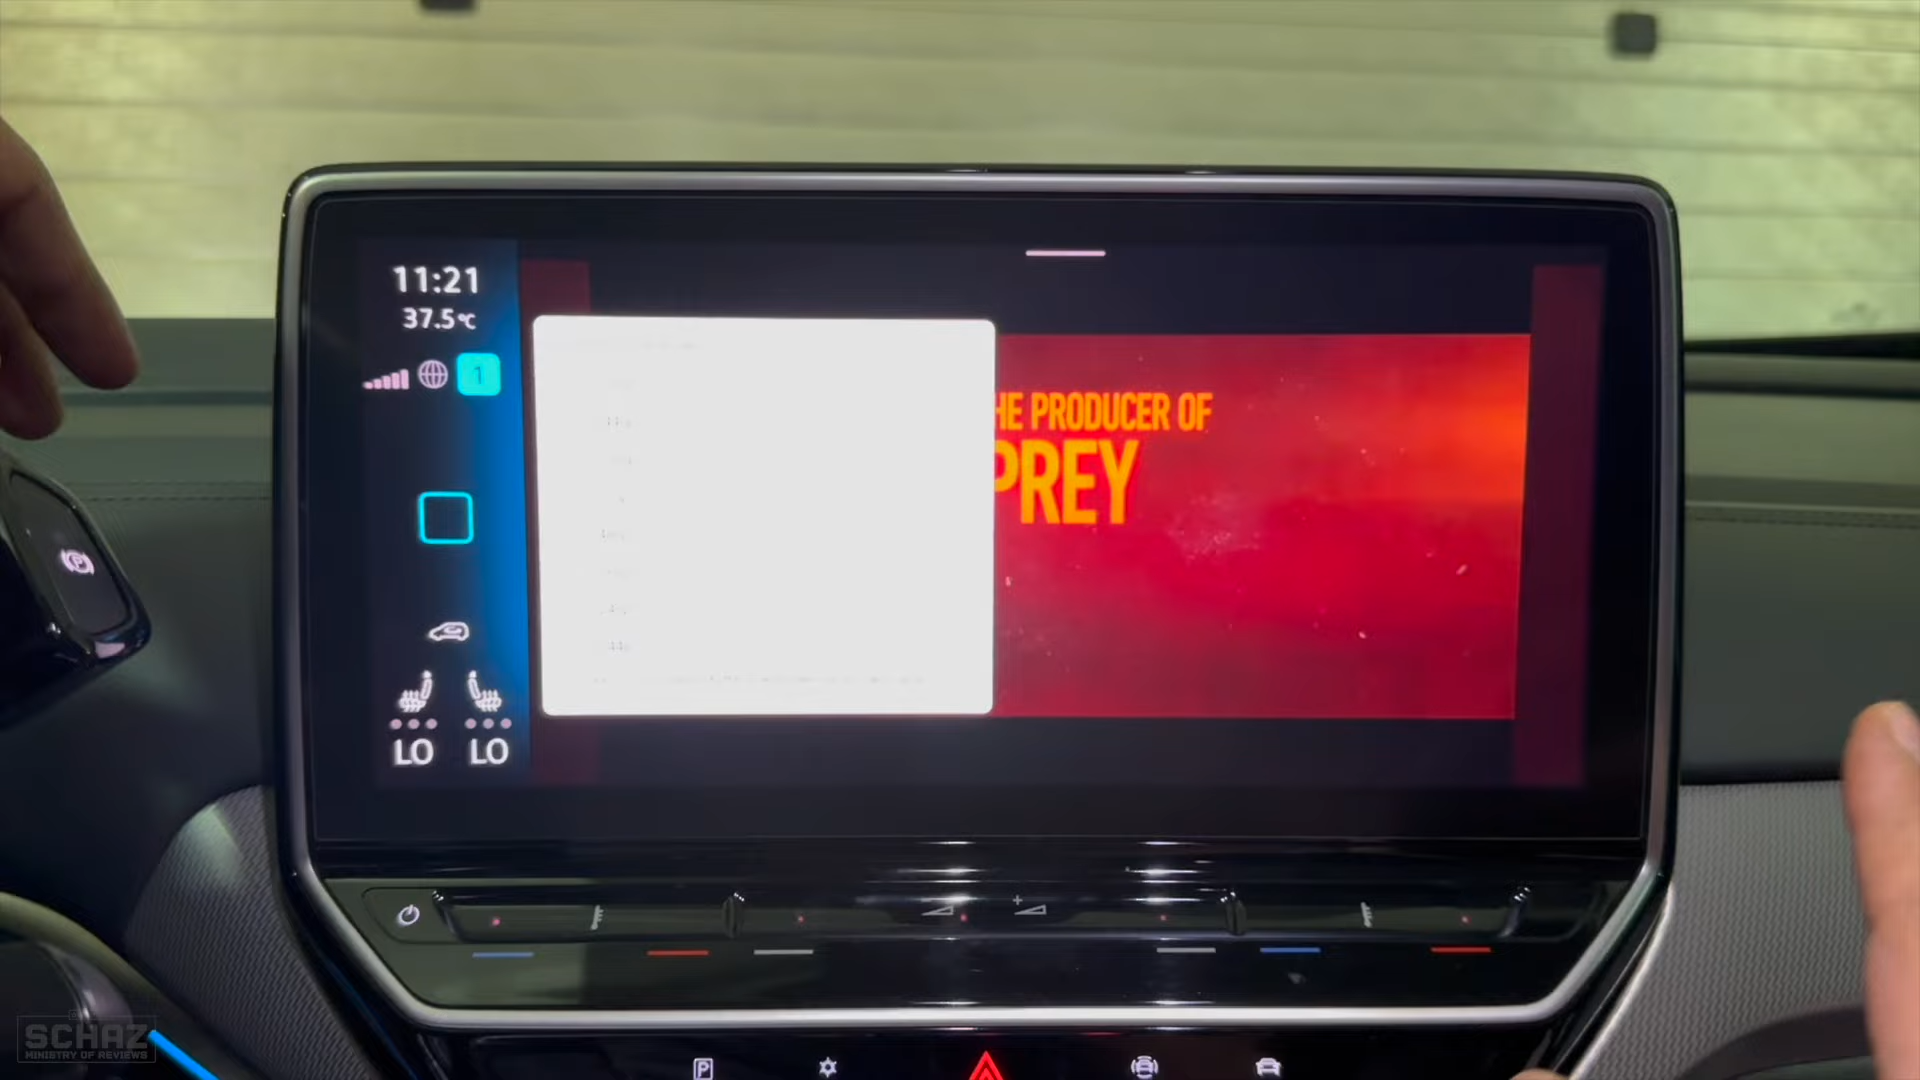 11:21
37.5°C
1
HE PRODUCER OF
PREY
LO LO
P
SCHAZ
MINISTRY OF REVIEWS